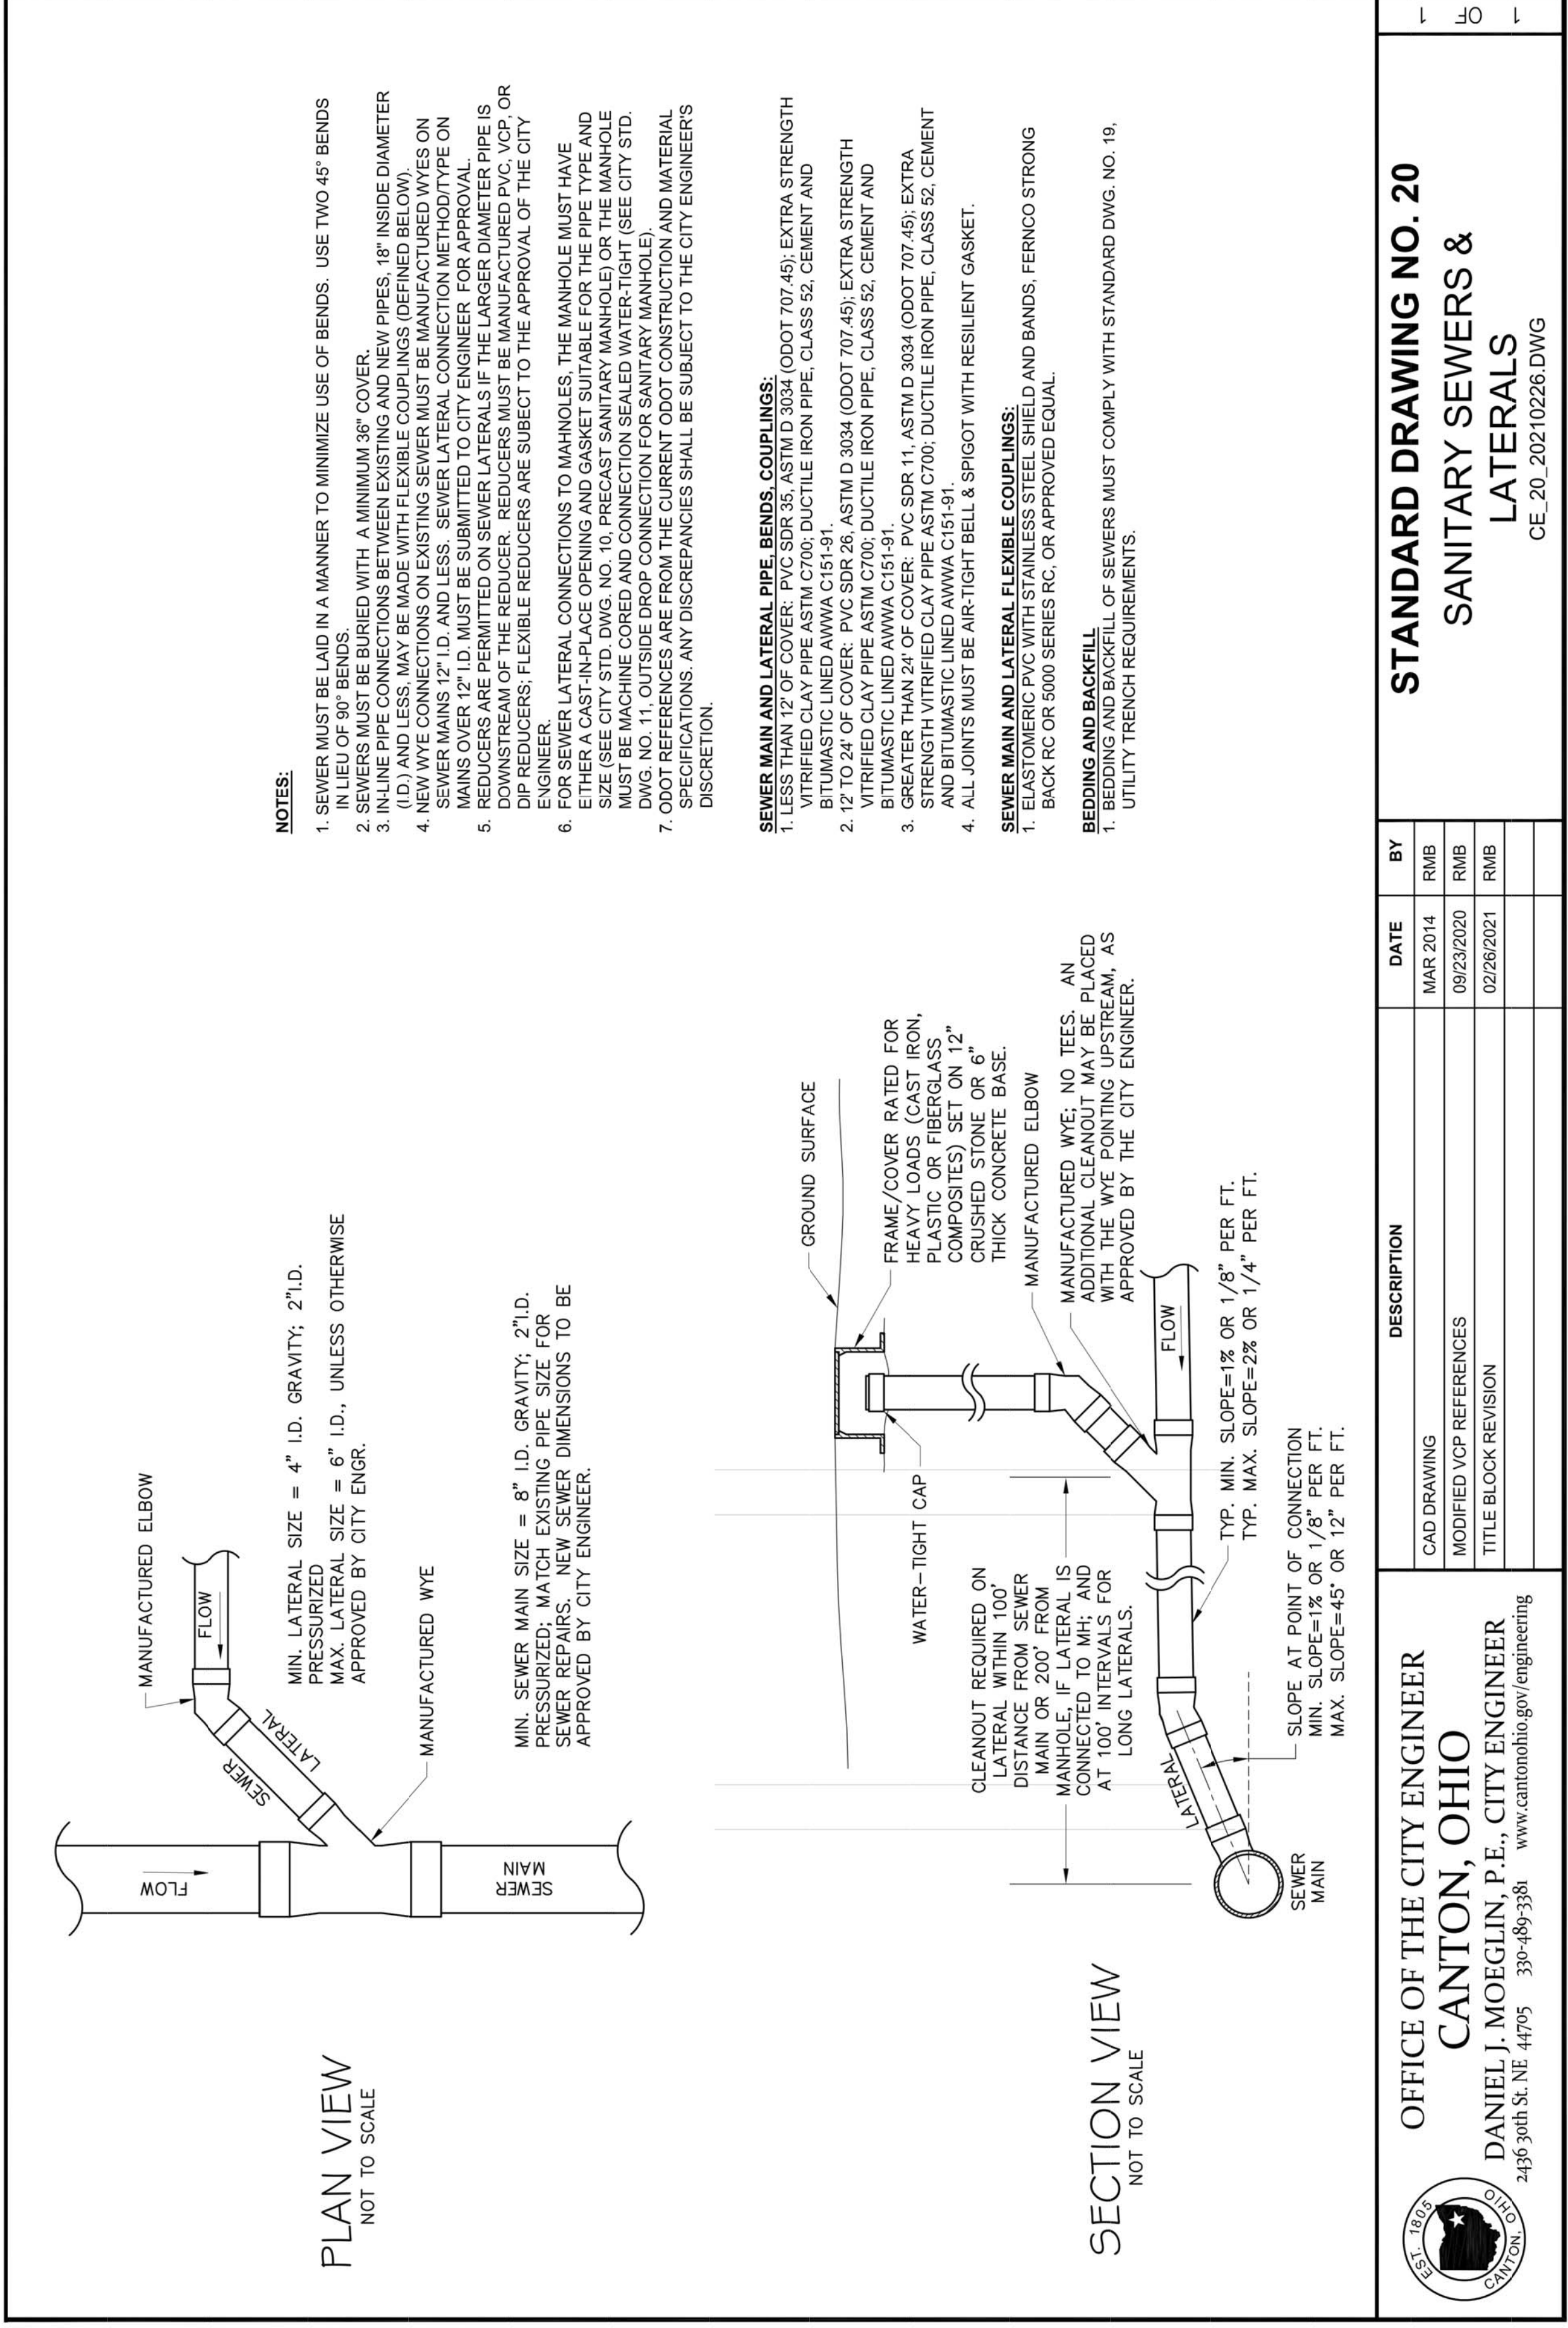 MANUFACTURED ELBOW
FLOW
FLOW
SEWER
LATERAL
SEWER
MAIN
MANUFACTURED WYE
MIN. LATERAL SIZE = 4" I.D. GRAVITY; 2"I.D.
PRESSURIZED
MAX. LATERAL SIZE = 6" I.D., UNLESS OTHERWISE
APPROVED BY CITY ENGR.
MIN. SEWER MAIN SIZE = 8" I.D. GRAVITY; 2"I.D.
PRESSURIZED; MATCH EXISTING PIPE SIZE FOR
SEWER REPAIRS. NEW SEWER DIMENSIONS TO BE
APPROVED BY CITY ENGINEER.
PLAN VIEW
NOT TO SCALE
GROUND SURFACE
FRAME/COVER RATED FOR
HEAVY LOADS (CAST IRON,
PLASTIC OR FIBERGLASS
COMPOSITES) SET ON 12"
CRUSHED STONE OR 6"
THICK CONCRETE BASE.
WATER-TIGHT CAP
MANUFACTURED ELBOW
MANUFACTURED WYE; NO TEES. AN
ADDITIONAL CLEANOUT MAY BE PLACED
WITH THE WYE POINTING UPSTREAM, AS
APPROVED BY THE CITY ENGINEER.
CLEANOUT REQUIRED ON
LATERAL WITHIN 100'
DISTANCE FROM SEWER
MAIN OR 200' FROM
MANHOLE, IF LATERAL IS
CONNECTED TO MH; AND
AT 100' INTERVALS FOR
LONG LATERALS.
FLOW
LATERAL
TYP. MIN. SLOPE=1% OR 1/8" PER FT.
TYP. MAX. SLOPE=2% OR 1/4" PER FT.
SLOPE AT POINT OF CONNECTION
MIN. SLOPE=1% OR 1/8" PER FT.
MAX. SLOPE=45° OR 12" PER FT.
SEWER
MAIN
SECTION VIEW
NOT TO SCALE
NOTES:
1. SEWER MUST BE LAID IN A MANNER TO MINIMIZE USE OF BENDS. USE TWO 45° BENDS
IN LIEU OF 90° BENDS.
2. SEWERS MUST BE BURIED WITH A MINIMUM 36" COVER.
3. IN-LINE PIPE CONNECTIONS BETWEEN EXISTING AND NEW PIPES, 18" INSIDE DIAMETER
(I.D.) AND LESS, MAY BE MADE WITH FLEXIBLE COUPLINGS (DEFINED BELOW).
4. NEW WYE CONNECTIONS ON EXISTING SEWER MUST BE MANUFACTURED WYES ON
SEWER MAINS 12" I.D. AND LESS. SEWER LATERAL CONNECTION METHOD/TYPE ON
MAINS OVER 12" I.D. MUST BE SUBMITTED TO CITY ENGINEER FOR APPROVAL.
5. REDUCERS ARE PERMITTED ON SEWER LATERALS IF THE LARGER DIAMETER PIPE IS
DOWNSTREAM OF THE REDUCER. REDUCERS MUST BE MANUFACTURED PVC, VCP, OR
DIP REDUCERS; FLEXIBLE REDUCERS ARE SUBECT TO THE APPROVAL OF THE CITY
ENGINEER.
6. FOR SEWER LATERAL CONNECTIONS TO MAHNOLES, THE MANHOLE MUST HAVE
EITHER A CAST-IN-PLACE OPENING AND GASKET SUITABLE FOR THE PIPE TYPE AND
SIZE (SEE CITY STD. DWG. NO. 10, PRECAST SANITARY MANHOLE) OR THE MANHOLE
MUST BE MACHINE CORED AND CONNECTION SEALED WATER-TIGHT (SEE CITY STD.
DWG. NO. 11, OUTSIDE DROP CONNECTION FOR SANITARY MANHOLE).
7. ODOT REFERENCES ARE FROM THE CURRENT ODOT CONSTRUCTION AND MATERIAL
SPECIFICATIONS. ANY DISCREPANCIES SHALL BE SUBJECT TO THE CITY ENGINEER'S
DISCRETION.
SEWER MAIN AND LATERAL PIPE, BENDS, COUPLINGS:
1. LESS THAN 12' OF COVER: PVC SDR 35, ASTM D 3034 (ODOT 707.45); EXTRA STRENGTH
VITRIFIED CLAY PIPE ASTM C700; DUCTILE IRON PIPE, CLASS 52, CEMENT AND
BITUMASTIC LINED AWWA C151-91.
2. 12' TO 24' OF COVER: PVC SDR 26, ASTM D 3034 (ODOT 707.45); EXTRA STRENGTH
VITRIFIED CLAY PIPE ASTM C700; DUCTILE IRON PIPE, CLASS 52, CEMENT AND
BITUMASTIC LINED AWWA C151-91.
3. GREATER THAN 24' OF COVER: PVC SDR 11, ASTM D 3034 (ODOT 707.45); EXTRA
STRENGTH VITRIFIED CLAY PIPE ASTM C700; DUCTILE IRON PIPE, CLASS 52, CEMENT
AND BITUMASTIC LINED AWWA C151-91.
4. ALL JOINTS MUST BE AIR-TIGHT BELL & SPIGOT WITH RESILIENT GASKET.
SEWER MAIN AND LATERAL FLEXIBLE COUPLINGS:
1. ELASTOMERIC PVC WITH STAINLESS STEEL SHIELD AND BANDS, FERNCO STRONG
BACK RC OR 5000 SERIES RC, OR APPROVED EQUAL.
BEDDING AND BACKFILL
1. BEDDING AND BACKFILL OF SEWERS MUST COMPLY WITH STANDARD DWG. NO. 19,
UTILITY TRENCH REQUIREMENTS.
EST. 1805
CANTON, OIHO
OFFICE OF THE CITY ENGINEER
CANTON, OHIO
DANIEL J. MOEGLIN, P.E., CITY ENGINEER
2436 30th St. NE 44705 330-489-3381 www.cantonohio.gov/engineering
DESCRIPTION DATE BY
CAD DRAWING MAR 2014 RMB
MODIFIED VCP REFERENCES 09/23/2020 RMB
TITLE BLOCK REVISION 02/26/2021 RMB
STANDARD DRAWING NO. 20
SANITARY SEWERS &
LATERALS
CE_20_20210226.DWG
1
OF
1